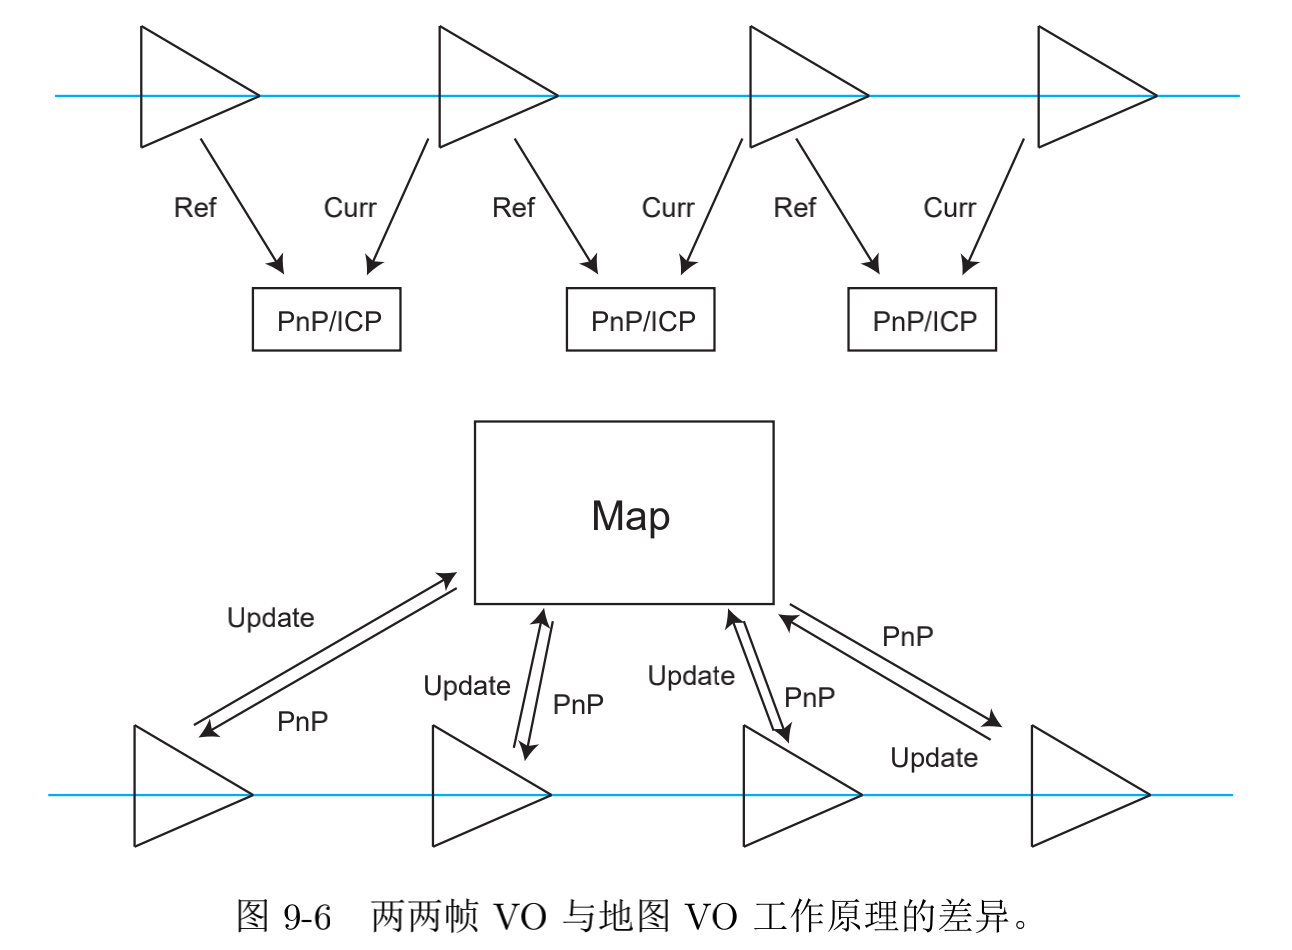 Ref Curr Ref Curr Ref Curr
PnP/ICP PnP/ICP PnP/ICP
Map
Update PnP
Update PnP
Update PnP
PnP Update
图 9-6 两两帧 VO 与地图 VO 工作原理的差异。